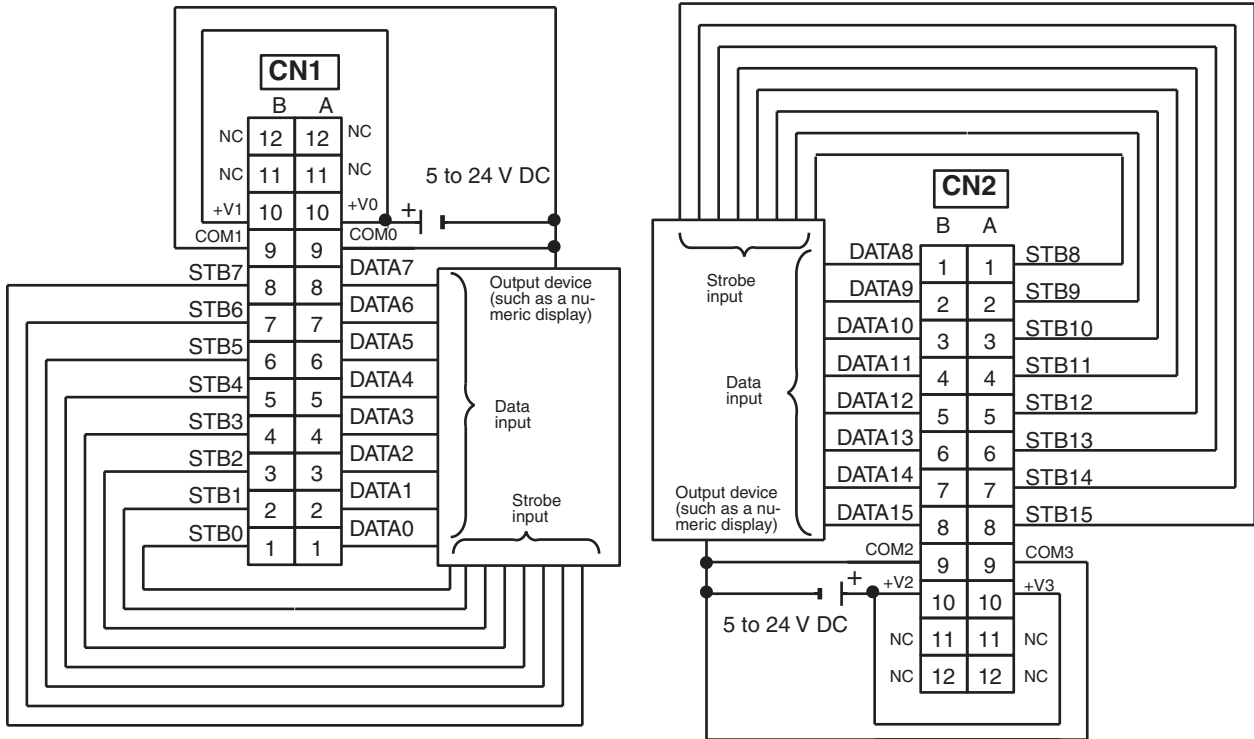 CN1
B A
NC 12 12 NC
NC 11 11 NC
5 to 24 V DC
+V1 10 10 +V0 +
COM1 9 9 COM0
STB7 8 8 DATA7
STB6 7 7 DATA6
STB5 6 6 DATA5
STB4 5 5 DATA4
STB3 4 4 DATA3
STB2 3 3 DATA2
STB1 2 2 DATA1
STB0 1 1 DATA0
Output device
(such as a nu-
meric display)
Data
input
Strobe
input
CN2
B A
DATA8 1 1 STB8
DATA9 2 2 STB9
DATA10 3 3 STB10
DATA11 4 4 STB11
DATA12 5 5 STB12
DATA13 6 6 STB13
DATA14 7 7 STB14
DATA15 8 8 STB15
COM2 9 9 COM3
+ +V2 10 10 +V3
NC 11 11 NC
NC 12 12 NC
Strobe
input
Data
input
Output device
(such as a nu-
meric display)
5 to 24 V DC